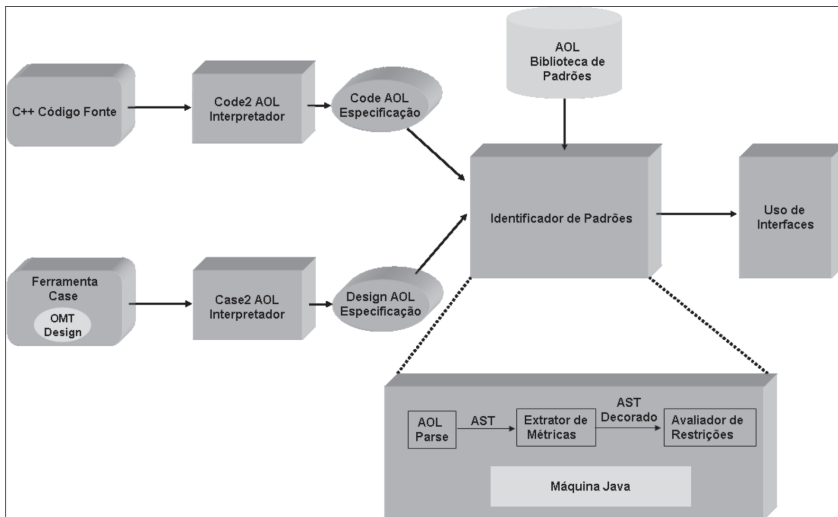 C++ Código Fonte
Code2 AOL
Interpretador
Code AOL
Especificação
AOL
Biblioteca de
Padrões
Identificador de Padrões
Uso de
Interfaces
Ferramenta
Case
OMT
Design
Case2 AOL
Interpretador
Design AOL
Especificação
AOL
Parse
AST
Extrator de
Métricas
AST
Decorado
Avaliador de
Restrições
Máquina Java